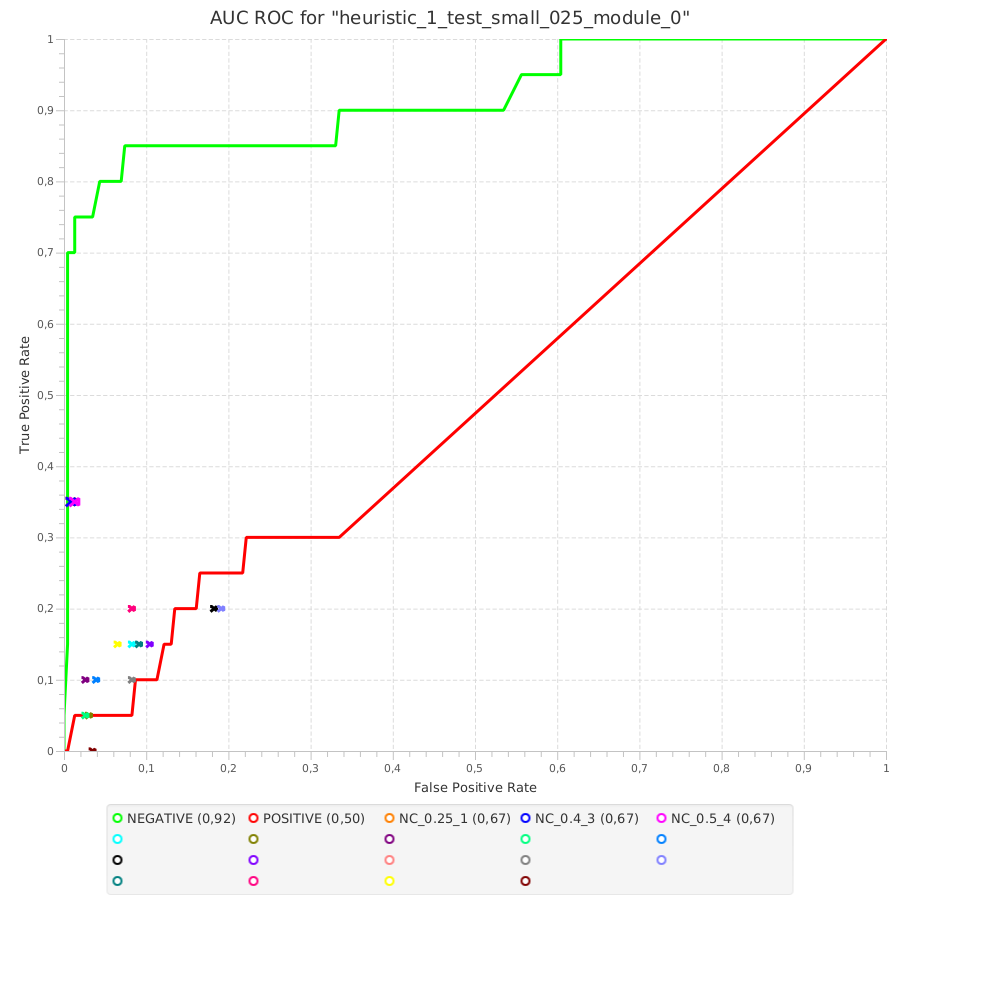 AUC ROC for "heuristic_1_test_small_025_module_0"
1
0,9
0,8
0,7
0,6
0,5
0,4
0,3
0,2
0,1
0
True Positive Rate
0 0,1 0,2 0,3 0,4 0,5 0,6 0,7 0,8 0,9 1
False Positive Rate
NEGATIVE (0,92) POSITIVE (0,50) NC_0.25_1 (0,67) NC_0.4_3 (0,67) NC_0.5_4 (0,67)